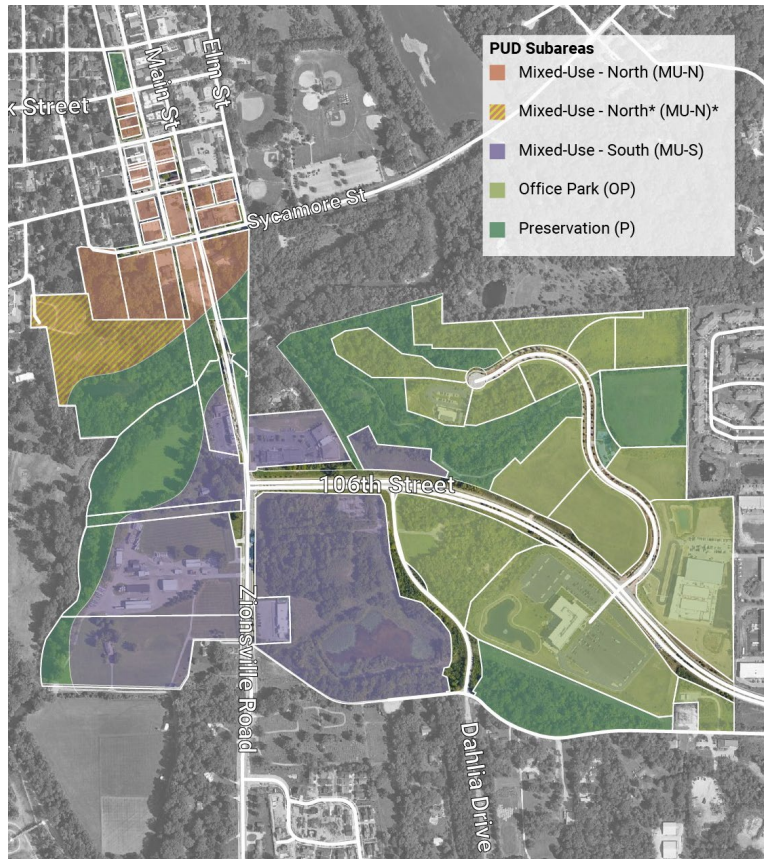 Elm St
Main St
k Street
Sycamore St
PUD Subareas
Mixed-Use - North (MU-N)
Mixed-Use - North* (MU-N)*
Mixed-Use - South (MU-S)
Office Park (OP)
Preservation (P)
106th Street
Zionsville Road
Dahlia Drive